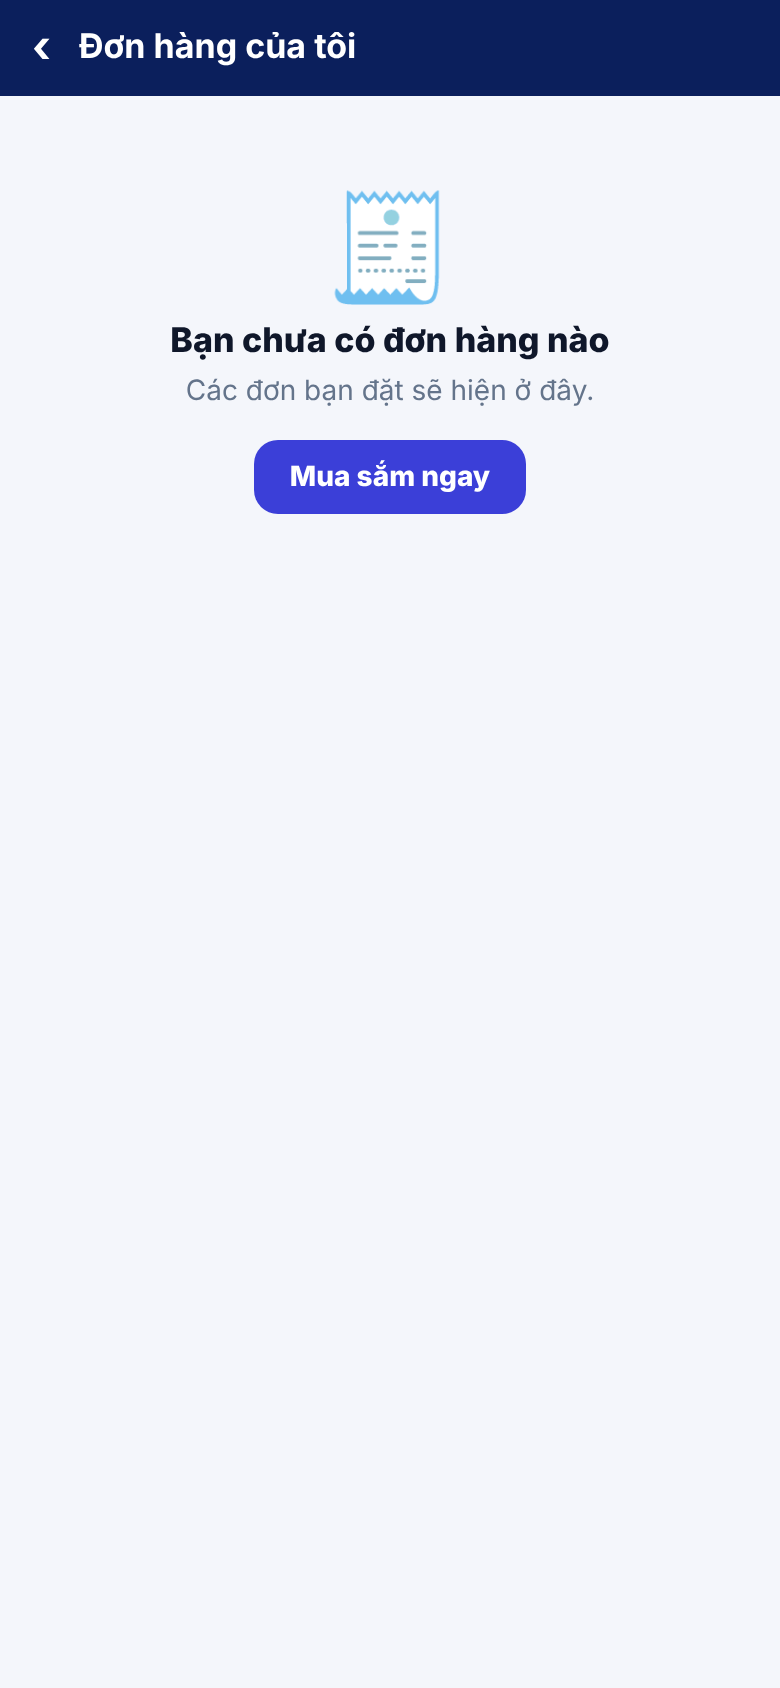 ‹ Đơn hàng của tôi
Bạn chưa có đơn hàng nào
Các đơn bạn đặt sẽ hiện ở đây.
Mua sắm ngay